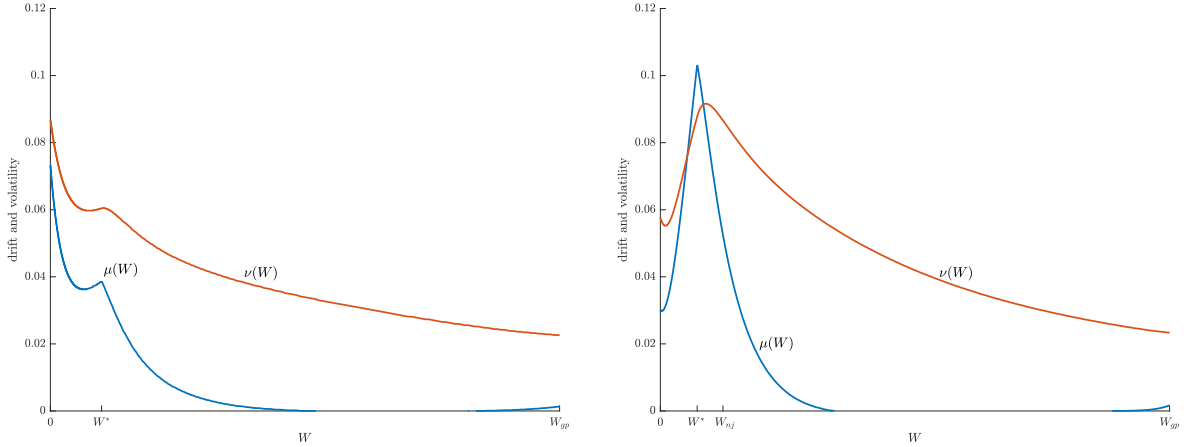 0.12
0.1
0.08
0.06
0.04
0.02
0
drift and volatility
μ(W)
ν(W)
0
W*
W_gp
W
0.12
0.1
0.08
0.06
0.04
0.02
0
drift and volatility
ν(W)
μ(W)
0
W*
W_nj
W_gp
W